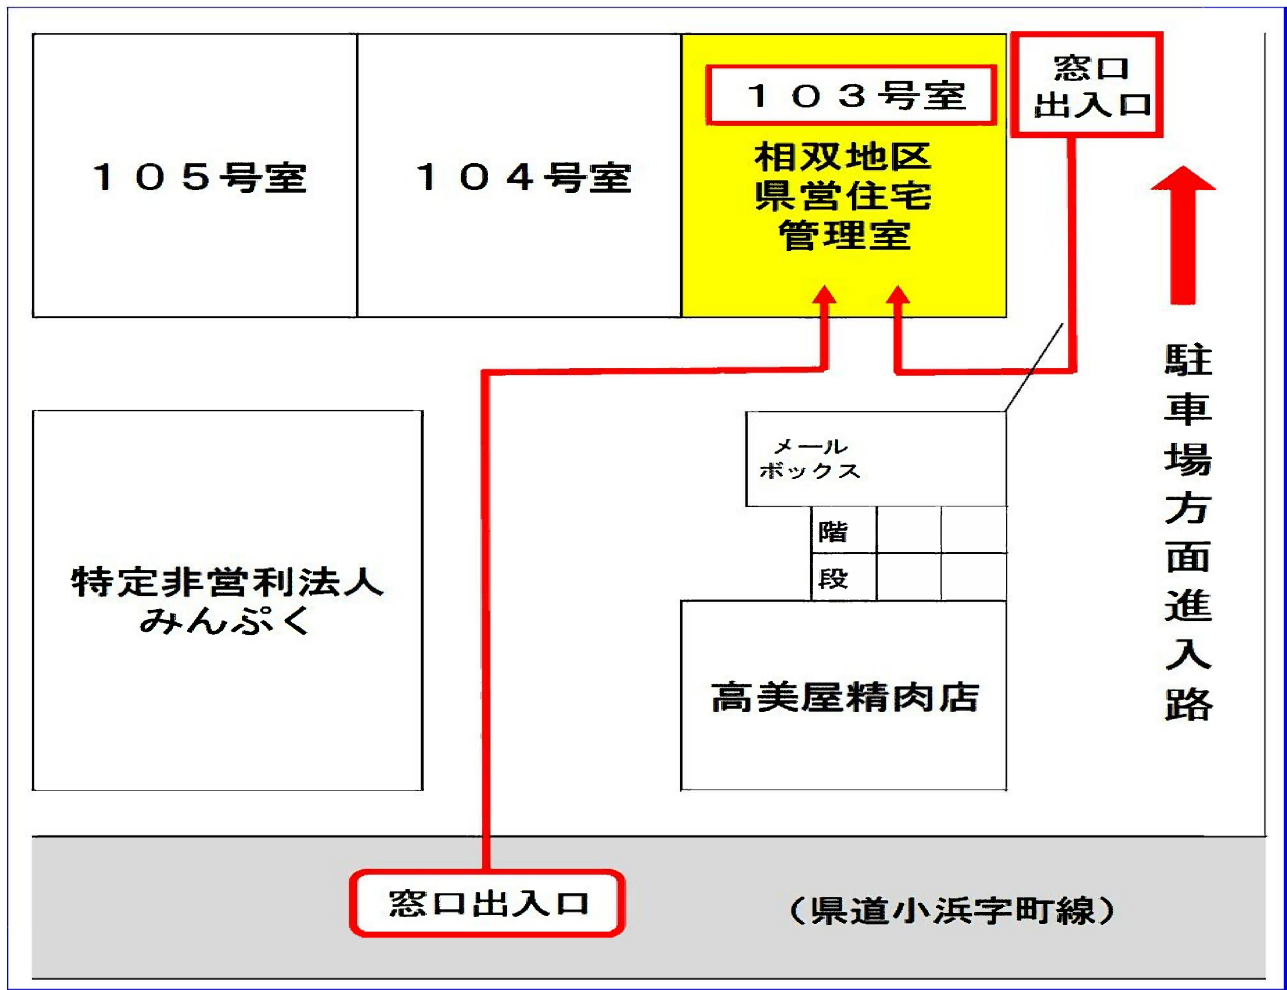 １０５号室
１０４号室
１０３号室
相双地区
県営住宅
管理室
窓口
出入口
駐車場方面進入路
メール
ボックス
階
段
特定非営利法人
みんぷく
高美屋精肉店
窓口出入口
（県道小浜字町線）